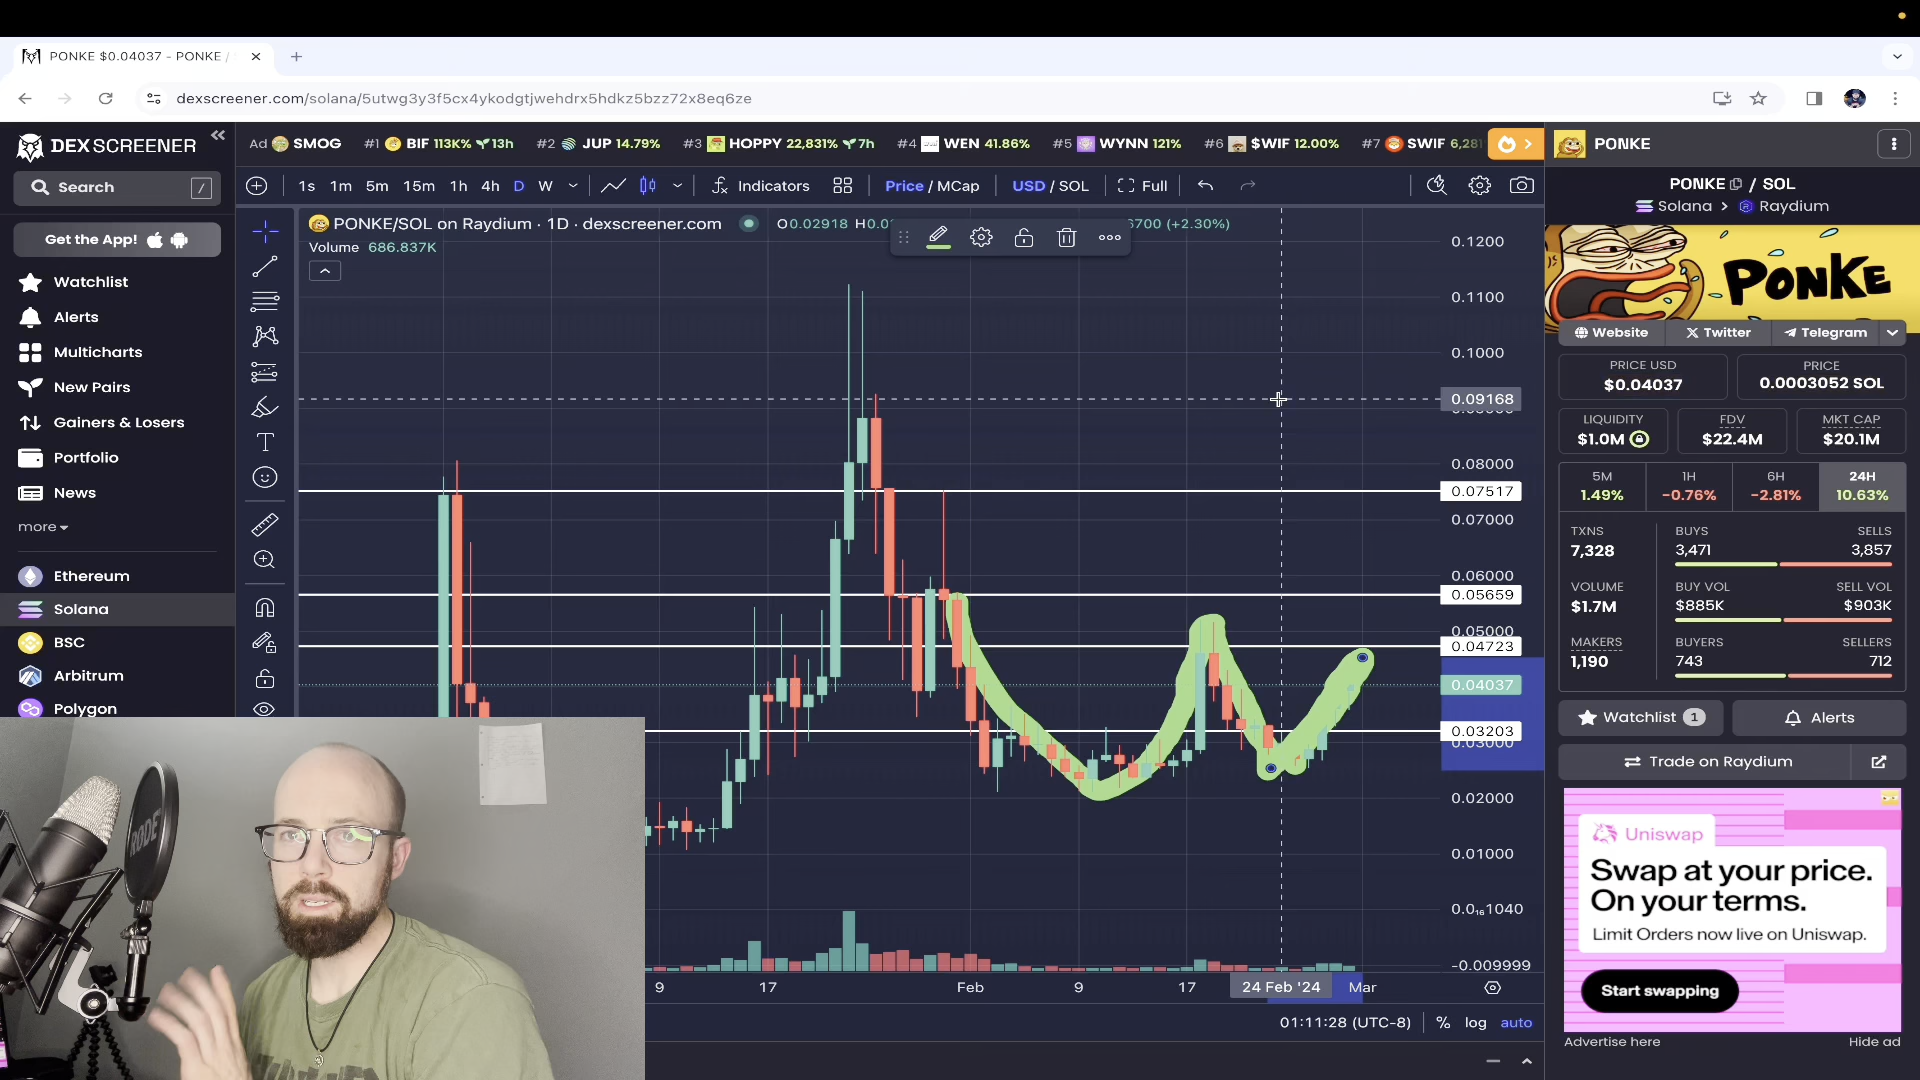 PONKE $0.04037 - PONKE /
dexscreener.com/solana/5utwg3y3f5cx4ykodgtjwehdrx5hdkz5bzz72x8eq6ze
DEX SCREENER
Ad SMOG #1 BIF 113K% 13h #2 JUP 14.79% #3 HOPPY 22,831% 7h #4 WEN 41.86% #5 WYNN 121% #6 $WIF 12.00% #7 SWIF 6,281
PONKE
Search /
1s 1m 5m 15m 1h 4h D W Indicators Price / MCap USD / SOL Full
PONKE / SOL
Solana > Raydium
Get the App!
Watchlist
Alerts
Multicharts
New Pairs
Gainers & Losers
Portfolio
News
more
Ethereum
Solana
BSC
Arbitrum
Polygon
PONKE/SOL on Raydium · 1D · dexscreener.com O0.02918 H0.0 6700 (+2.30%)
Volume 686.837K
0.1200
0.1100
0.1000
0.09168
0.08000
0.07517
0.07000
0.06000
0.05659
0.05000
0.04723
0.04037
0.03203
0.03000
0.02000
0.01000
0.0₁₆1040
-0.009999
9 17 Feb 9 17 24 Feb '24 Mar
01:11:28 (UTC-8) % log auto
RODE
PONKE
Website Twitter Telegram
PRICE USD
$0.04037
PRICE
0.0003052 SOL
LIQUIDITY
$1.0M
FDV
$22.4M
MKT CAP
$20.1M
5M 1H 6H 24H
1.49% -0.76% -2.81% 10.63%
TXNS
7,328
BUYS SELLS
3,471 3,857
VOLUME
$1.7M
BUY VOL SELL VOL
$885K $903K
MAKERS
1,190
BUYERS SELLERS
743 712
Watchlist 1 Alerts
Trade on Raydium
Uniswap
Swap at your price.
On your terms.
Limit Orders now live on Uniswap.
Start swapping
Advertise here Hide ad